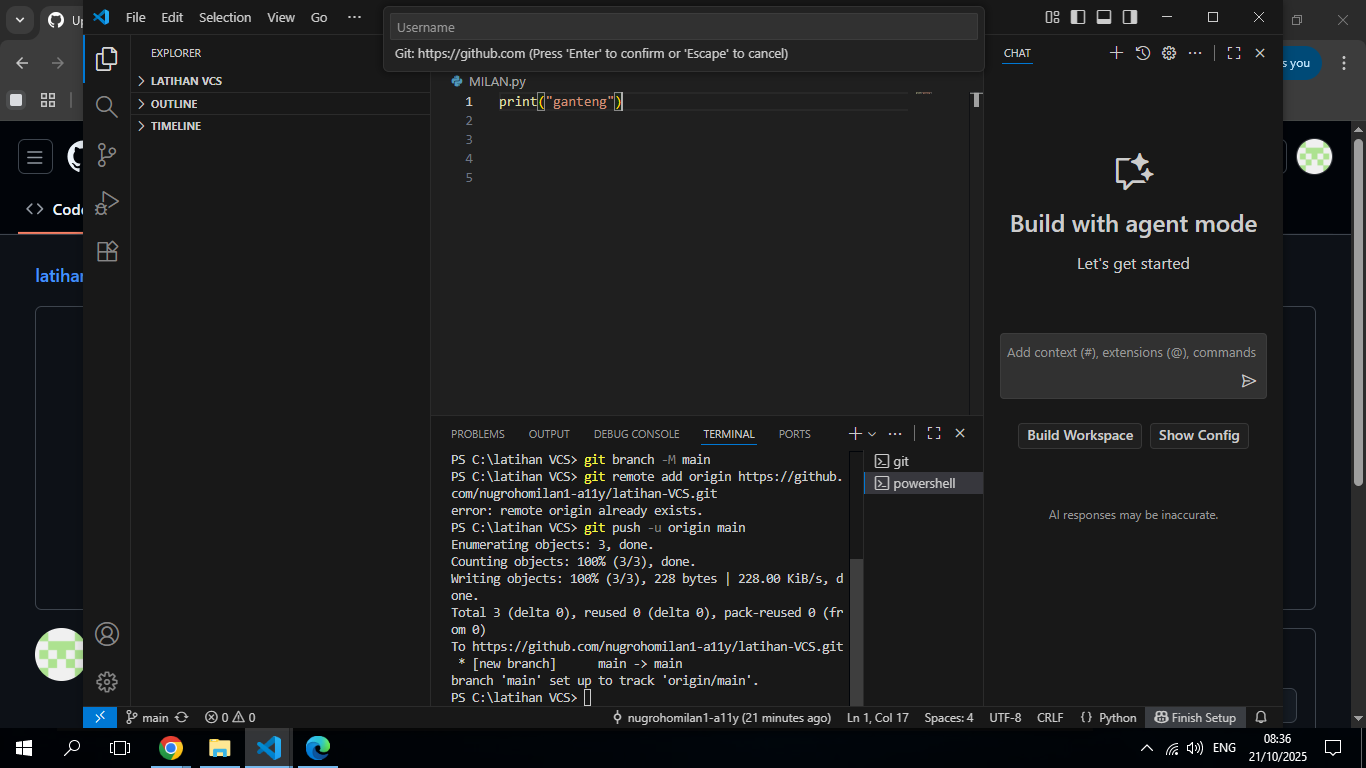 Up
File Edit Selection View Go ···
Username
Git: https://github.com (Press 'Enter' to confirm or 'Escape' to cancel)
s you
EXPLORER
LATIHAN VCS
OUTLINE
TIMELINE
MILAN.py
1 print("ganteng")
2
3
4
5
CHAT
Build with agent mode
Let's get started
Add context (#), extensions (@), commands
Build Workspace Show Config
AI responses may be inaccurate.
Code
latihan
PROBLEMS OUTPUT DEBUG CONSOLE TERMINAL PORTS
git
powershell
PS C:\latihan VCS> git branch -M main
PS C:\latihan VCS> git remote add origin https://github.
com/nugrohomilan1-a11y/latihan-VCS.git
error: remote origin already exists.
PS C:\latihan VCS> git push -u origin main
Enumerating objects: 3, done.
Counting objects: 100% (3/3), done.
Writing objects: 100% (3/3), 228 bytes | 228.00 KiB/s, d
one.
Total 3 (delta 0), reused 0 (delta 0), pack-reused 0 (fr
om 0)
To https://github.com/nugrohomilan1-a11y/latihan-VCS.git
 * [new branch]      main -> main
branch 'main' set up to track 'origin/main'.
PS C:\latihan VCS>
main 0 0 nugrohomilan1-a11y (21 minutes ago) Ln 1, Col 17 Spaces: 4 UTF-8 CRLF {} Python Finish Setup
ENG
08:36
21/10/2025